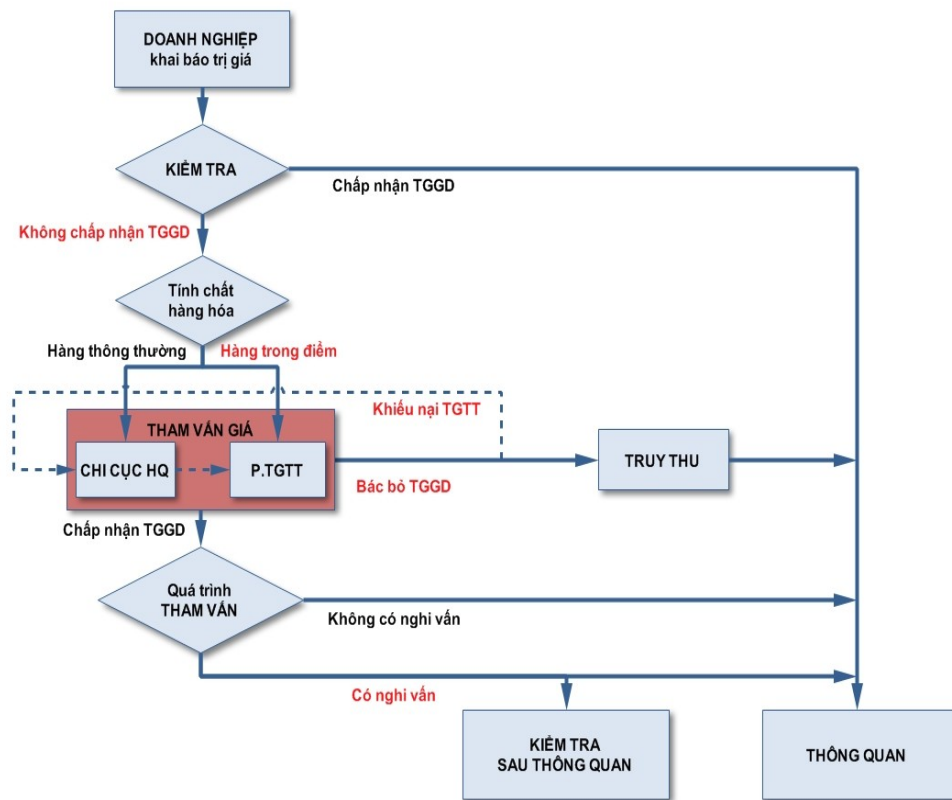 DOANH NGHIỆP
khai báo trị giá
KIỂM TRA
Chấp nhận TGGD
Không chấp nhận TGGD
Tính chất
hàng hóa
Hàng thông thường
Hàng trong điểm
Khiếu nại TGTT
THAM VẤN GIÁ
CHI CỤC HQ
P.TGTT
TRUY THU
Bác bỏ TGGD
Chấp nhận TGGD
Quá trình
THAM VẤN
Không có nghi vấn
Có nghi vấn
KIỂM TRA
SAU THÔNG QUAN
THÔNG QUAN